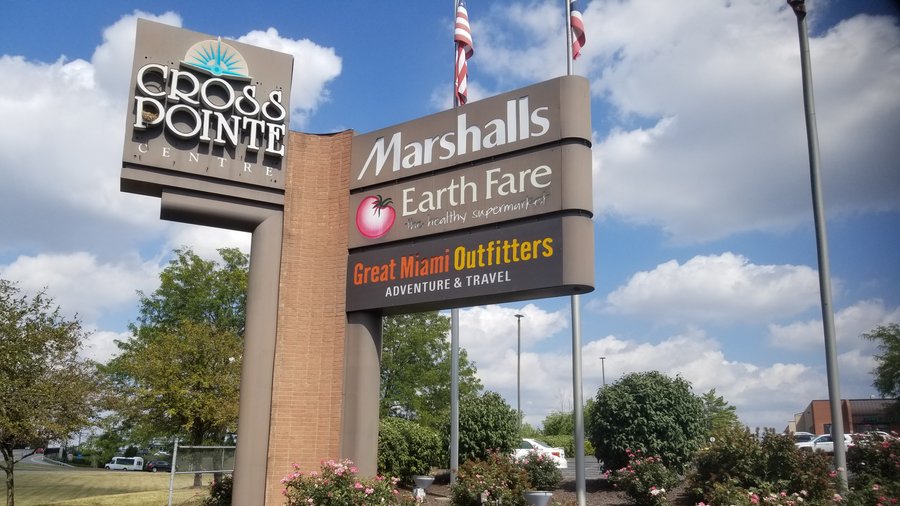 CROSS
POINTE
CENTRE
Marshalls
Earth Fare
the healthy supermarket
Great Miami Outfitters
ADVENTURE & TRAVEL